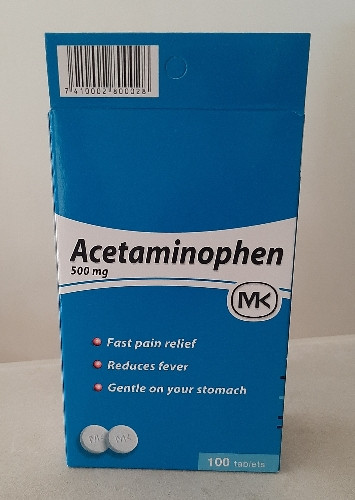 7 410002 800028
Acetaminophen
500 mg
MK
Fast pain relief
Reduces fever
Gentle on your stomach
100 tablets